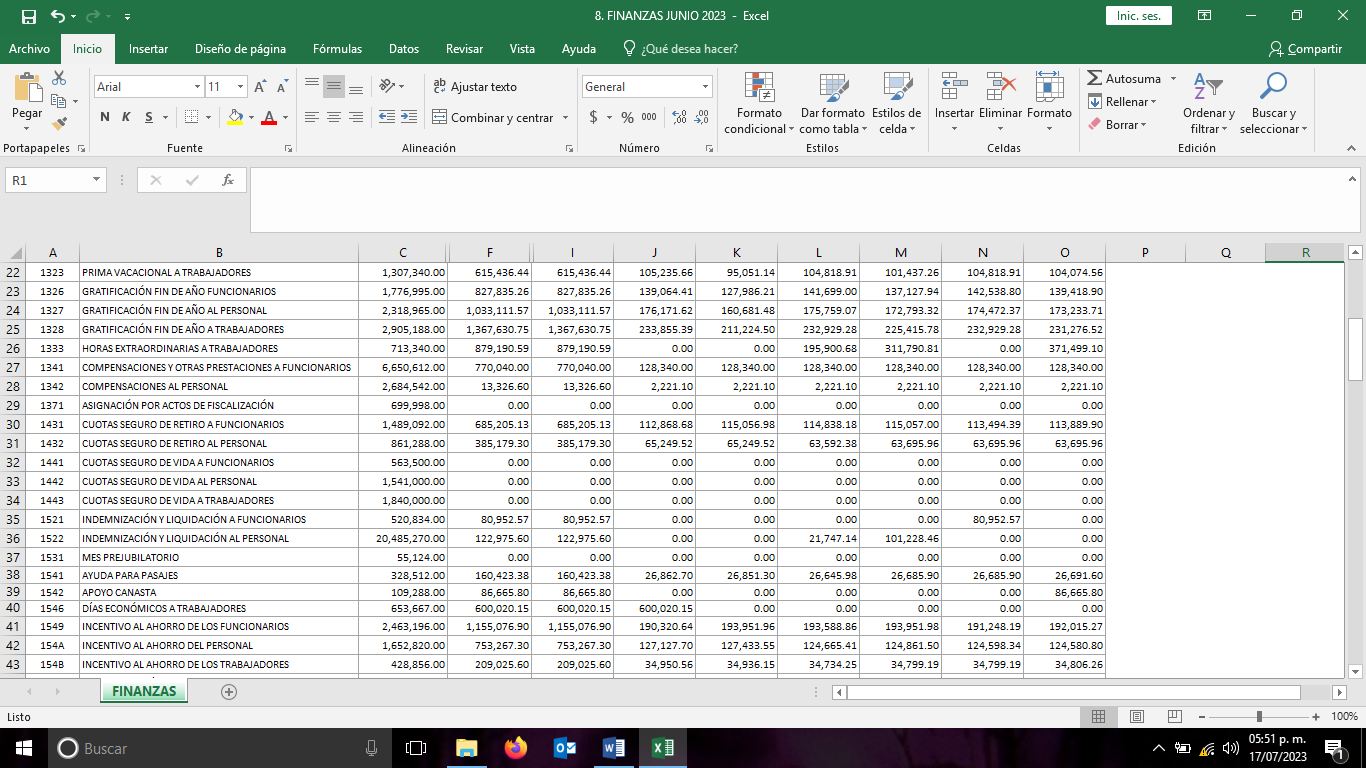 8. FINANZAS JUNIO 2023 - Excel
Inic. ses.
Archivo Inicio Insertar Diseño de página Fórmulas Datos Revisar Vista Ayuda ¿Qué desea hacer? Compartir
Pegar
Arial 11
N K S
Ajustar texto
Combinar y centrar
General
$ % 000
Formato condicional
Dar formato como tabla
Estilos de celda
Insertar Eliminar Formato
Autosuma
Rellenar
Borrar
Ordenar y filtrar
Buscar y seleccionar
Portapapeles Fuente Alineación Número Estilos Celdas Edición
R1 fx
A B C F I J K L M N O P Q R
22 1323 PRIMA VACACIONAL A TRABAJADORES 1,307,340.00 615,436.44 615,436.44 105,235.66 95,051.14 104,818.91 101,437.26 104,818.91 104,074.56
23 1326 GRATIFICACIÓN FIN DE AÑO FUNCIONARIOS 1,776,995.00 827,835.26 827,835.26 139,064.41 127,986.21 141,699.00 137,127.94 142,538.80 139,418.90
24 1327 GRATIFICACIÓN FIN DE AÑO AL PERSONAL 2,318,965.00 1,033,111.57 1,033,111.57 176,171.62 160,681.48 175,759.07 172,793.32 174,472.37 173,233.71
25 1328 GRATIFICACIÓN FIN DE AÑO A TRABAJADORES 2,905,188.00 1,367,630.75 1,367,630.75 233,855.39 211,224.50 232,929.28 225,415.78 232,929.28 231,276.52
26 1333 HORAS EXTRAORDINARIAS A TRABAJADORES 713,340.00 879,190.59 879,190.59 0.00 0.00 195,900.68 311,790.81 0.00 371,499.10
27 1341 COMPENSACIONES Y OTRAS PRESTACIONES A FUNCIONARIOS 6,650,612.00 770,040.00 770,040.00 128,340.00 128,340.00 128,340.00 128,340.00 128,340.00 128,340.00
28 1342 COMPENSACIONES AL PERSONAL 2,684,542.00 13,326.60 13,326.60 2,221.10 2,221.10 2,221.10 2,221.10 2,221.10 2,221.10
29 1371 ASIGNACIÓN POR ACTOS DE FISCALIZACIÓN 699,998.00 0.00 0.00 0.00 0.00 0.00 0.00 0.00 0.00
30 1431 CUOTAS SEGURO DE RETIRO A FUNCIONARIOS 1,489,092.00 685,205.13 685,205.13 112,868.68 115,056.98 114,838.18 115,057.00 113,494.39 113,889.90
31 1432 CUOTAS SEGURO DE RETIRO AL PERSONAL 861,288.00 385,179.30 385,179.30 65,249.52 65,249.52 63,592.38 63,695.96 63,695.96 63,695.96
32 1441 CUOTAS SEGURO DE VIDA A FUNCIONARIOS 563,500.00 0.00 0.00 0.00 0.00 0.00 0.00 0.00 0.00
33 1442 CUOTAS SEGURO DE VIDA AL PERSONAL 1,541,000.00 0.00 0.00 0.00 0.00 0.00 0.00 0.00 0.00
34 1443 CUOTAS SEGURO DE VIDA A TRABAJADORES 1,840,000.00 0.00 0.00 0.00 0.00 0.00 0.00 0.00 0.00
35 1521 INDEMNIZACIÓN Y LIQUIDACIÓN A FUNCIONARIOS 520,834.00 80,952.57 80,952.57 0.00 0.00 0.00 0.00 80,952.57 0.00
36 1522 INDEMNIZACIÓN Y LIQUIDACIÓN AL PERSONAL 20,485,270.00 122,975.60 122,975.60 0.00 0.00 21,747.14 101,228.46 0.00 0.00
37 1531 MES PREJUBILATORIO 55,124.00 0.00 0.00 0.00 0.00 0.00 0.00 0.00 0.00
38 1541 AYUDA PARA PASAJES 328,512.00 160,423.38 160,423.38 26,862.70 26,851.30 26,645.98 26,685.90 26,685.90 26,691.60
39 1542 APOYO CANASTA 109,288.00 86,665.80 86,665.80 0.00 0.00 0.00 0.00 0.00 86,665.80
40 1546 DÍAS ECONÓMICOS A TRABAJADORES 653,667.00 600,020.15 600,020.15 600,020.15 0.00 0.00 0.00 0.00 0.00
41 1549 INCENTIVO AL AHORRO DE LOS FUNCIONARIOS 2,463,196.00 1,155,076.90 1,155,076.90 190,320.64 193,951.96 193,588.86 193,951.98 191,248.19 192,015.27
42 154A INCENTIVO AL AHORRO DEL PERSONAL 1,652,820.00 753,267.30 753,267.30 127,127.70 127,433.55 124,665.41 124,861.50 124,598.34 124,580.80
43 154B INCENTIVO AL AHORRO DE LOS TRABAJADORES 428,856.00 209,025.60 209,025.60 34,950.56 34,936.15 34,734.25 34,799.19 34,799.19 34,806.26
FINANZAS
Listo
100%
Buscar
05:51 p. m.
17/07/2023
1